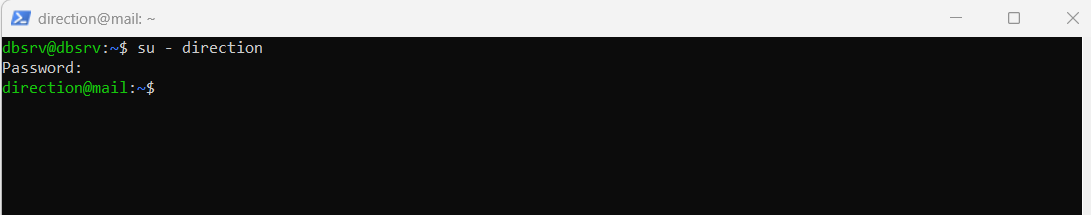 direction@mail: ~
dbsrv@dbsrv:~$ su - direction
Password:
direction@mail:~$